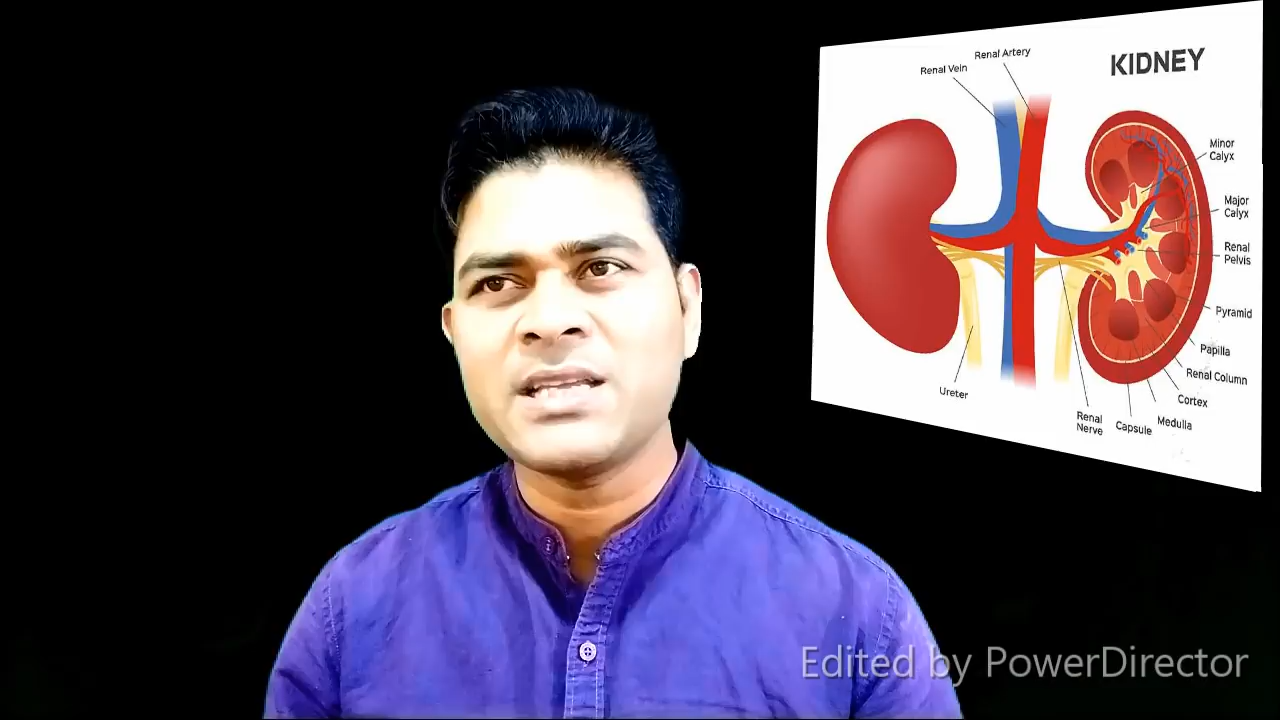 Renal Artery
Renal Vein
KIDNEY
Minor
Calyx
Major
Calyx
Renal
Pelvis
Pyramid
Papilla
Renal Column
Cortex
Medulla
Capsule
Renal
Nerve
Ureter
Edited by PowerDirector